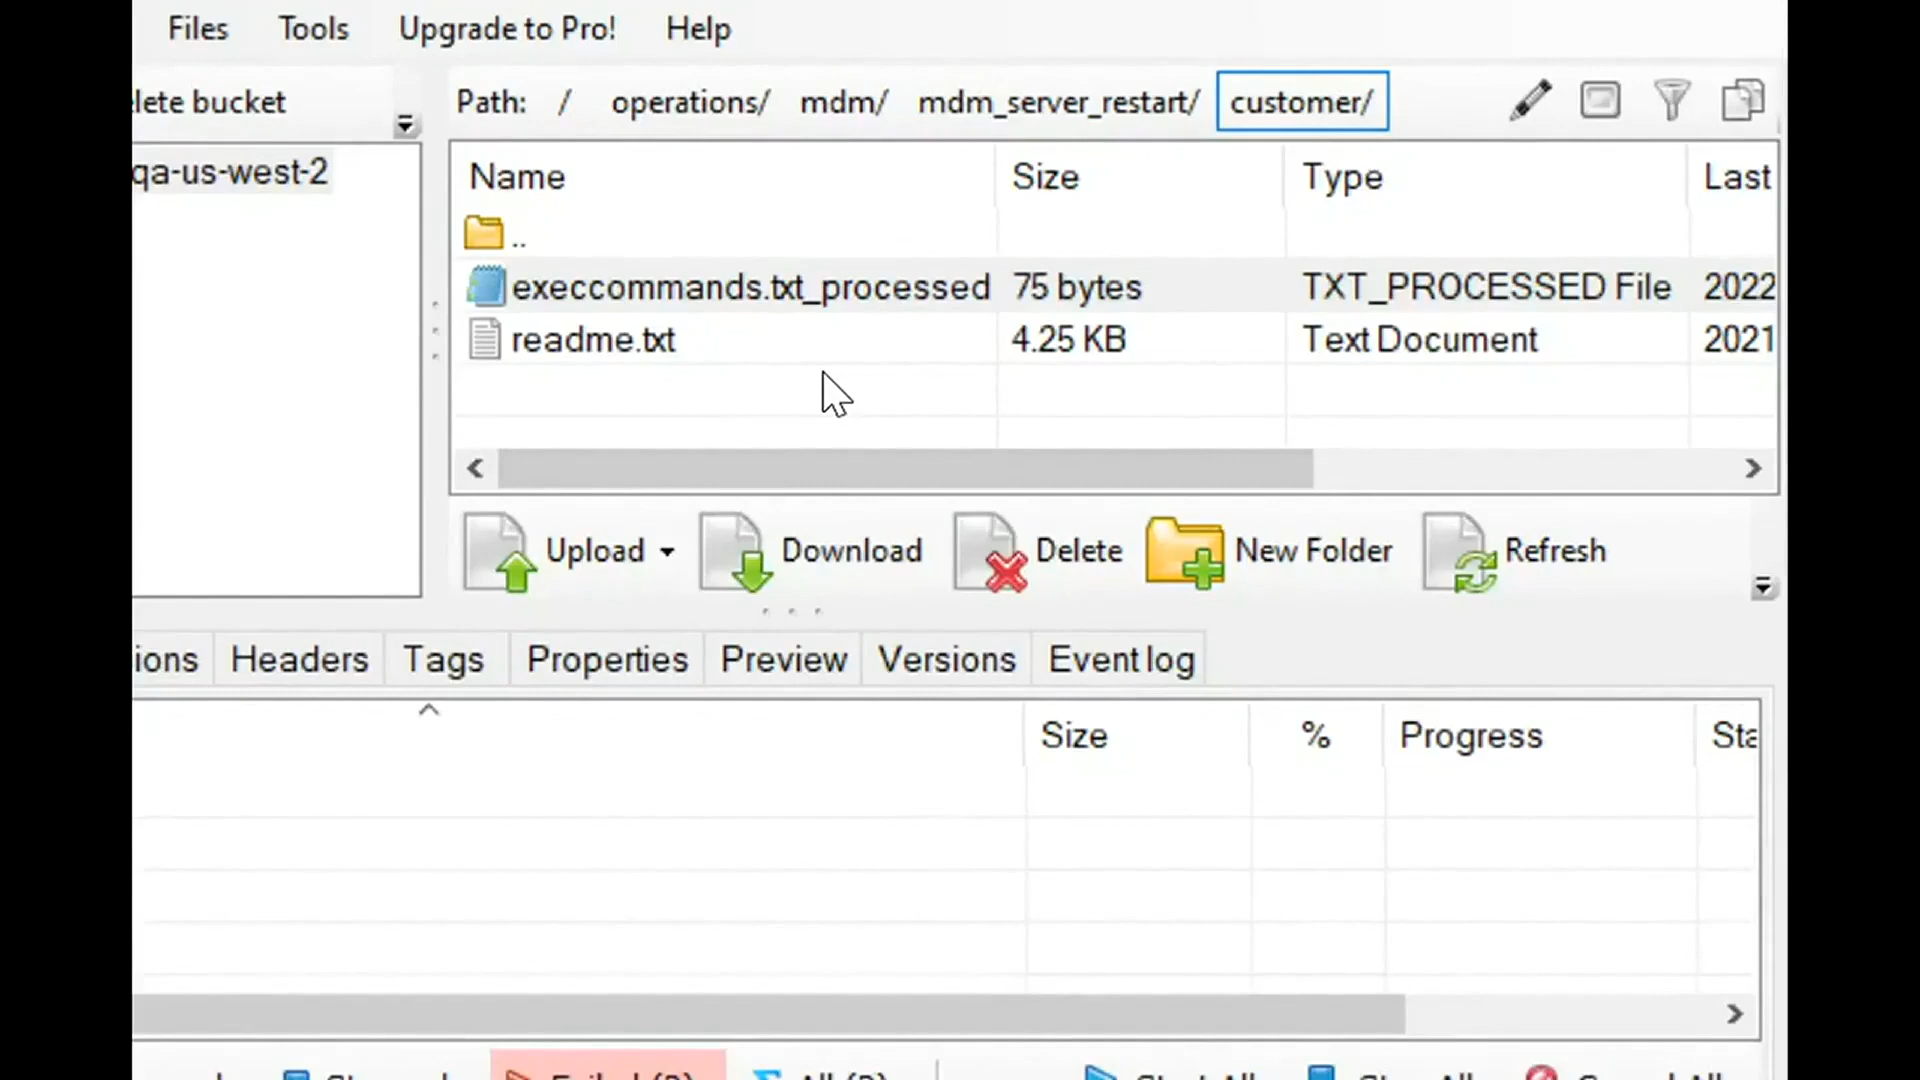 Files Tools Upgrade to Pro! Help
lete bucket
Path: / operations/ mdm/ mdm_server_restart/ customer/
qa-us-west-2
Name Size Type Last
..
execcommands.txt_processed 75 bytes TXT_PROCESSED File 2022
readme.txt 4.25 KB Text Document 2021
Upload Download Delete New Folder Refresh
ions Headers Tags Properties Preview Versions Event log
Size % Progress Sta